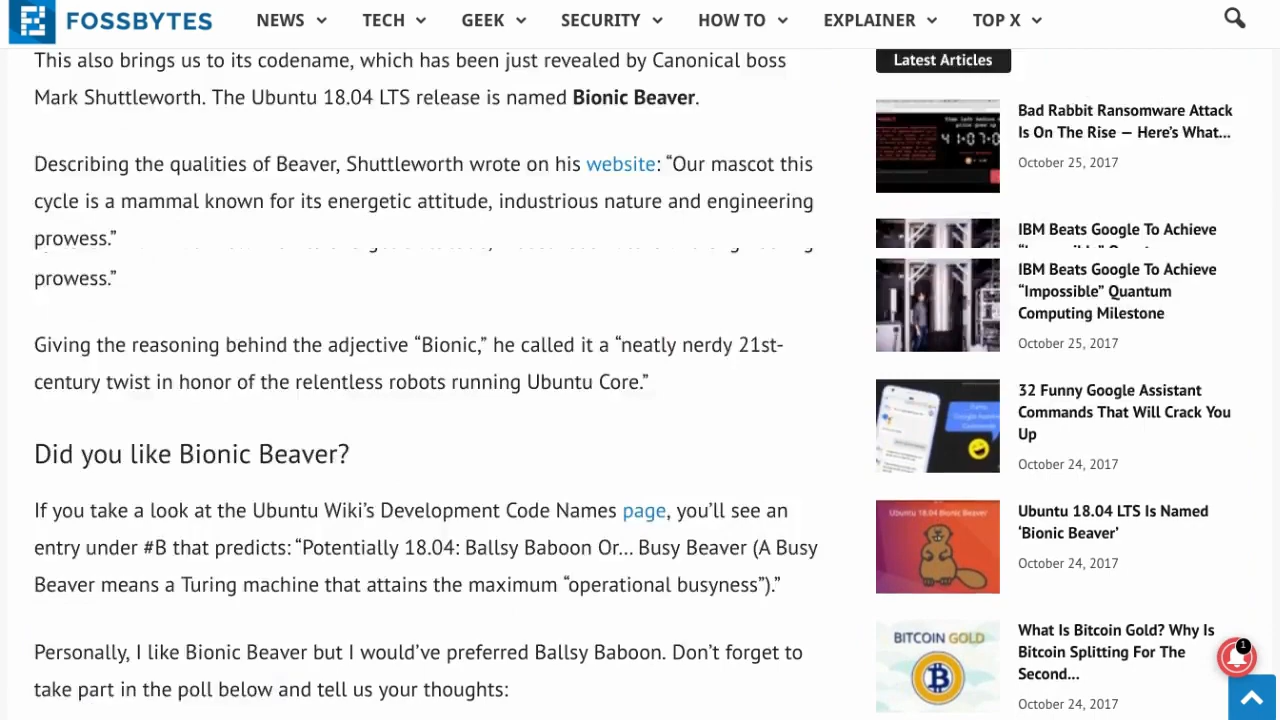 FOSSBYTES
NEWS TECH GEEK SECURITY HOW TO EXPLAINER TOP X
This also brings us to its codename, which has been just revealed by Canonical boss
Mark Shuttleworth. The Ubuntu 18.04 LTS release is named Bionic Beaver.
Describing the qualities of Beaver, Shuttleworth wrote on his website: “Our mascot this
cycle is a mammal known for its energetic attitude, industrious nature and engineering
prowess.”
prowess.”
Giving the reasoning behind the adjective “Bionic,” he called it a “neatly nerdy 21st-
century twist in honor of the relentless robots running Ubuntu Core.”
Did you like Bionic Beaver?
If you take a look at the Ubuntu Wiki’s Development Code Names page, you’ll see an
entry under #B that predicts: “Potentially 18.04: Ballsy Baboon Or… Busy Beaver (A Busy
Beaver means a Turing machine that attains the maximum “operational busyness”).”
Personally, I like Bionic Beaver but I would’ve preferred Ballsy Baboon. Don’t forget to
take part in the poll below and tell us your thoughts:
Latest Articles
Bad Rabbit Ransomware Attack
Is On The Rise — Here’s What...
October 25, 2017
IBM Beats Google To Achieve
IBM Beats Google To Achieve
“Impossible” Quantum
Computing Milestone
October 25, 2017
32 Funny Google Assistant
Commands That Will Crack You
Up
October 24, 2017
Ubuntu 18.04 Bionic Beaver
Ubuntu 18.04 LTS Is Named
‘Bionic Beaver’
October 24, 2017
BITCOIN GOLD
What Is Bitcoin Gold? Why Is
Bitcoin Splitting For The
Second...
October 24, 2017
1